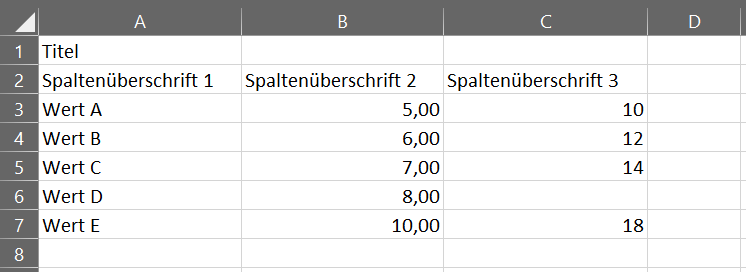 A B C D
1 Titel
2 Spaltenüberschrift 1 Spaltenüberschrift 2 Spaltenüberschrift 3
3 Wert A 5,00 10
4 Wert B 6,00 12
5 Wert C 7,00 14
6 Wert D 8,00
7 Wert E 10,00 18
8